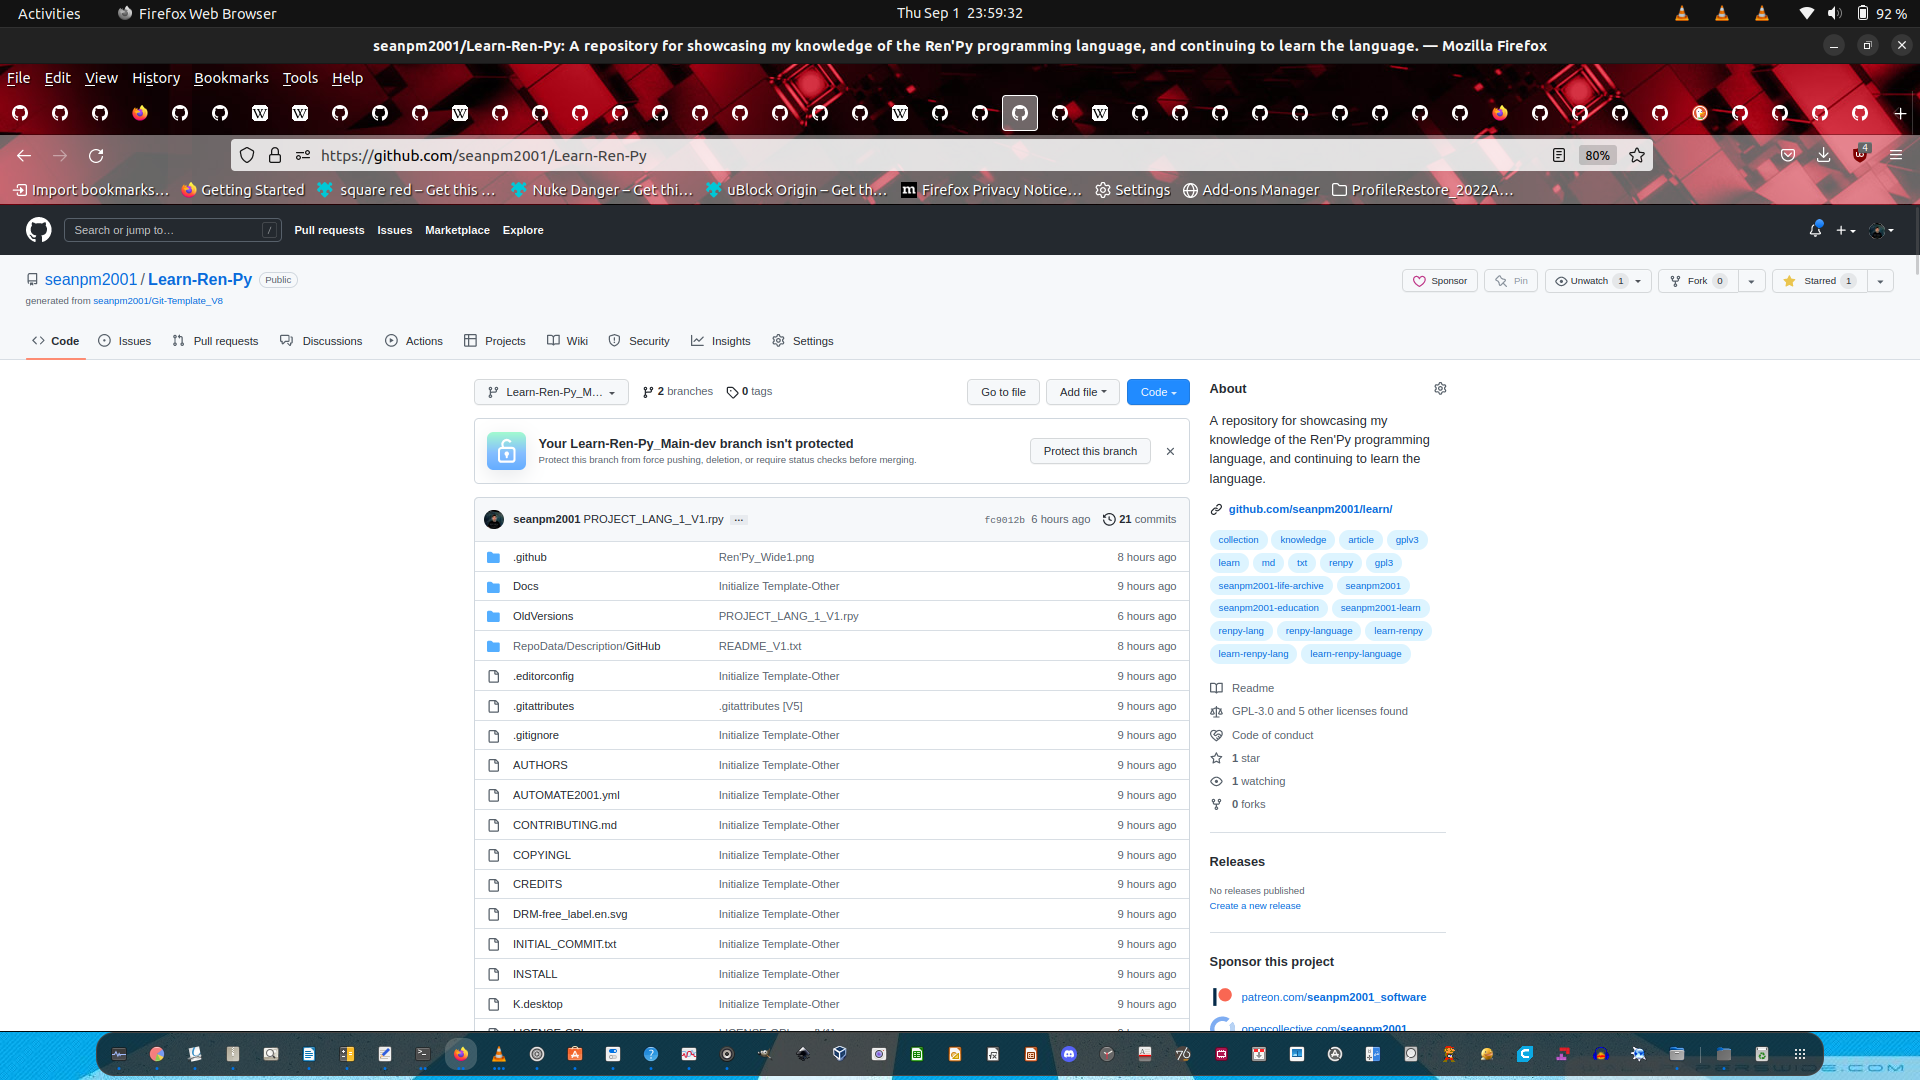 Activities Firefox Web Browser Thu Sep 1 23:59:32 92 %
seanpm2001/Learn-Ren-Py: A repository for showcasing my knowledge of the Ren'Py programming language, and continuing to learn the language. — Mozilla Firefox
File Edit View History Bookmarks Tools Help
https://github.com/seanpm2001/Learn-Ren-Py 80% 4
Import bookmarks… Getting Started square red – Get this … Nuke Danger – Get thi… uBlock Origin – Get th… Firefox Privacy Notice… Settings Add-ons Manager ProfileRestore_2022A…
Search or jump to… / Pull requests Issues Marketplace Explore
seanpm2001 / Learn-Ren-Py Public Sponsor Pin Unwatch 1 Fork 0 Starred 1
generated from seanpm2001/Git-Template_V8
Code Issues Pull requests Discussions Actions Projects Wiki Security Insights Settings
Learn-Ren-Py_M… 2 branches 0 tags Go to file Add file Code
Your Learn-Ren-Py_Main-dev branch isn't protected
Protect this branch from force pushing, deletion, or require status checks before merging.
Protect this branch
seanpm2001 PROJECT_LANG_1_V1.rpy … fc9012b 6 hours ago 21 commits
.github Ren'Py_Wide1.png 8 hours ago
Docs Initialize Template-Other 9 hours ago
OldVersions PROJECT_LANG_1_V1.rpy 6 hours ago
RepoData/Description/GitHub README_V1.txt 8 hours ago
.editorconfig Initialize Template-Other 9 hours ago
.gitattributes .gitattributes [V5] 9 hours ago
.gitignore Initialize Template-Other 9 hours ago
AUTHORS Initialize Template-Other 9 hours ago
AUTOMATE2001.yml Initialize Template-Other 9 hours ago
CONTRIBUTING.md Initialize Template-Other 9 hours ago
COPYINGL Initialize Template-Other 9 hours ago
CREDITS Initialize Template-Other 9 hours ago
DRM-free_label.en.svg Initialize Template-Other 9 hours ago
INITIAL_COMMIT.txt Initialize Template-Other 9 hours ago
INSTALL Initialize Template-Other 9 hours ago
K.desktop Initialize Template-Other 9 hours ago
About
A repository for showcasing my
knowledge of the Ren'Py programming
language, and continuing to learn the
language.
github.com/seanpm2001/learn/
collection knowledge article gplv3
learn md txt renpy gpl3
seanpm2001-life-archive seanpm2001
seanpm2001-education seanpm2001-learn
renpy-lang renpy-language learn-renpy
learn-renpy-lang learn-renpy-language
Readme
GPL-3.0 and 5 other licenses found
Code of conduct
1 star
1 watching
0 forks
Releases
No releases published
Create a new release
Sponsor this project
patreon.com/seanpm2001_software
opencollective.com/seanpm2001